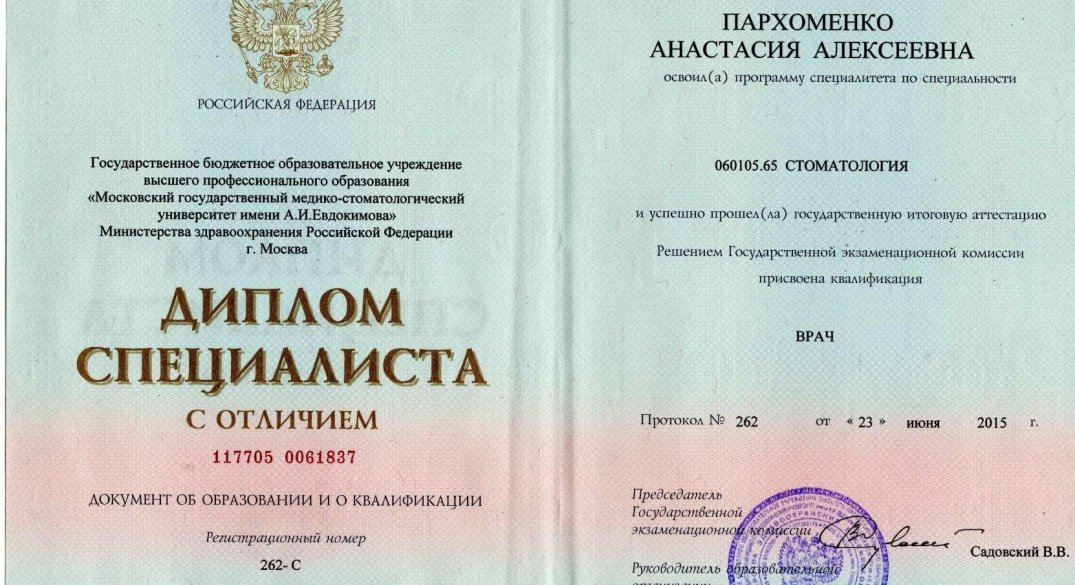 РОССИЙСКАЯ ФЕДЕРАЦИЯ
Государственное бюджетное образовательное учреждение
высшего профессионального образования
«Московский государственный медико-стоматологический
университет имени А.И.Евдокимова»
Министерства здравоохранения Российской Федерации
г. Москва
ДИПЛОМ
СПЕЦИАЛИСТА
С ОТЛИЧИЕМ
117705 0061837
ДОКУМЕНТ ОБ ОБРАЗОВАНИИ И О КВАЛИФИКАЦИИ
Регистрационный номер
262- С
ПАРХОМЕНКО
АНАСТАСИЯ АЛЕКСЕЕВНА
освоил(а) программу специалитета по специальности
060105.65 СТОМАТОЛОГИЯ
и успешно прошел(ла) государственную итоговую аттестацию
Решением Государственной экзаменационной комиссии
присвоена квалификация
ВРАЧ
Протокол № 262 от « 23 » июня 2015 г.
Председатель
Государственной
экзаменационной комиссии
Садовский В.В.
Руководитель образовательной
организации